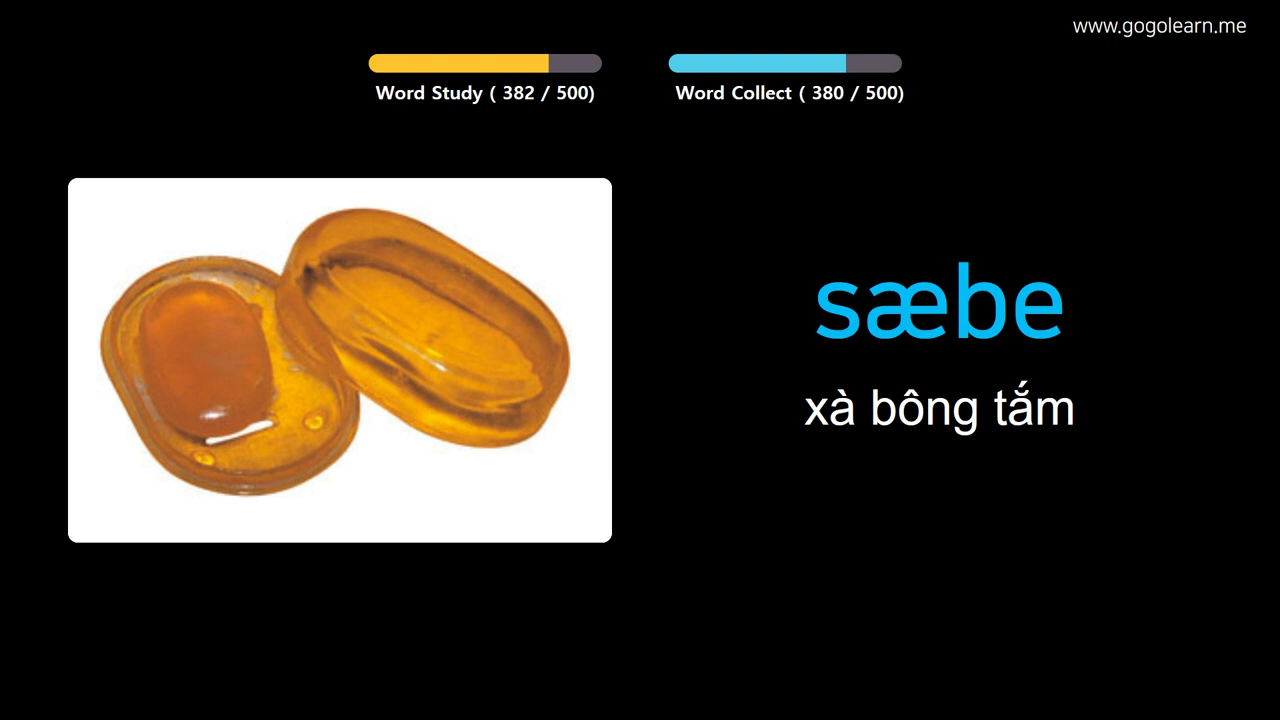 www.gogolearn.me
Word Study ( 382 / 500)
Word Collect ( 380 / 500)
sæbe
xà bông tắm